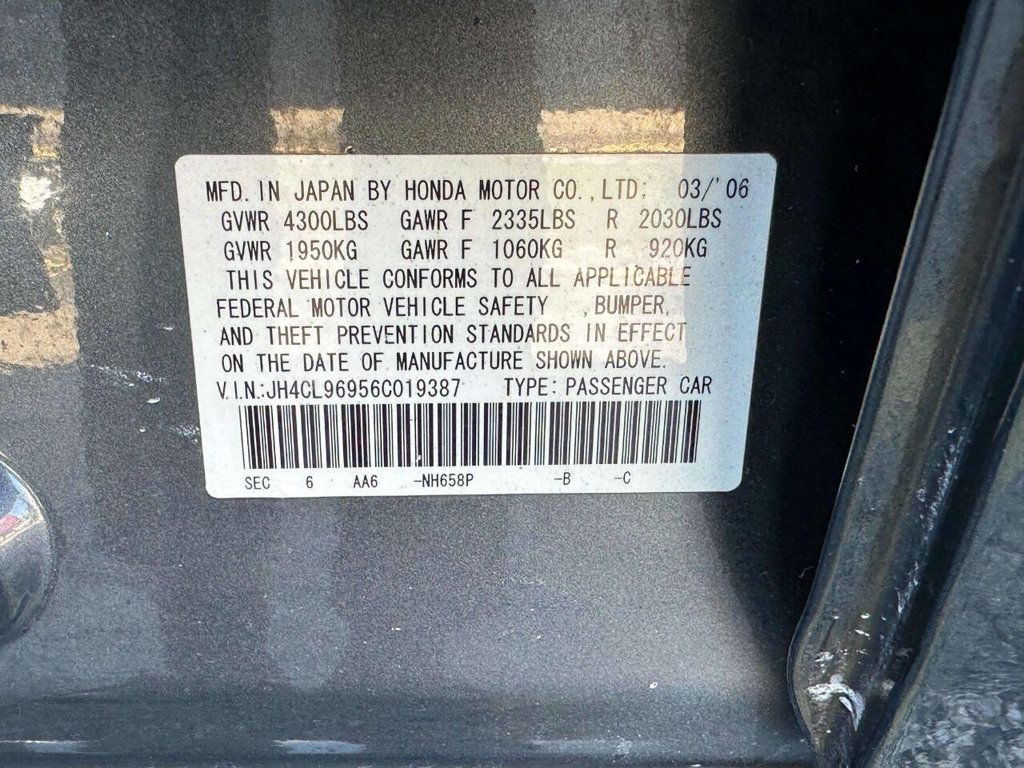 MFD. IN JAPAN BY HONDA MOTOR CO., LTD; 03/'06
GVWR 4300LBS GAWR F 2335LBS R 2030LBS
GVWR 1950KG GAWR F 1060KG R 920KG
THIS VEHICLE CONFORMS TO ALL APPLICABLE
FEDERAL MOTOR VEHICLE SAFETY ,BUMPER,
AND THEFT PREVENTION STANDARDS IN EFFECT
ON THE DATE OF MANUFACTURE SHOWN ABOVE.
V.I.N:JH4CL96956C019387 TYPE: PASSENGER CAR
SEC 6 AA6 -NH658P -B -C